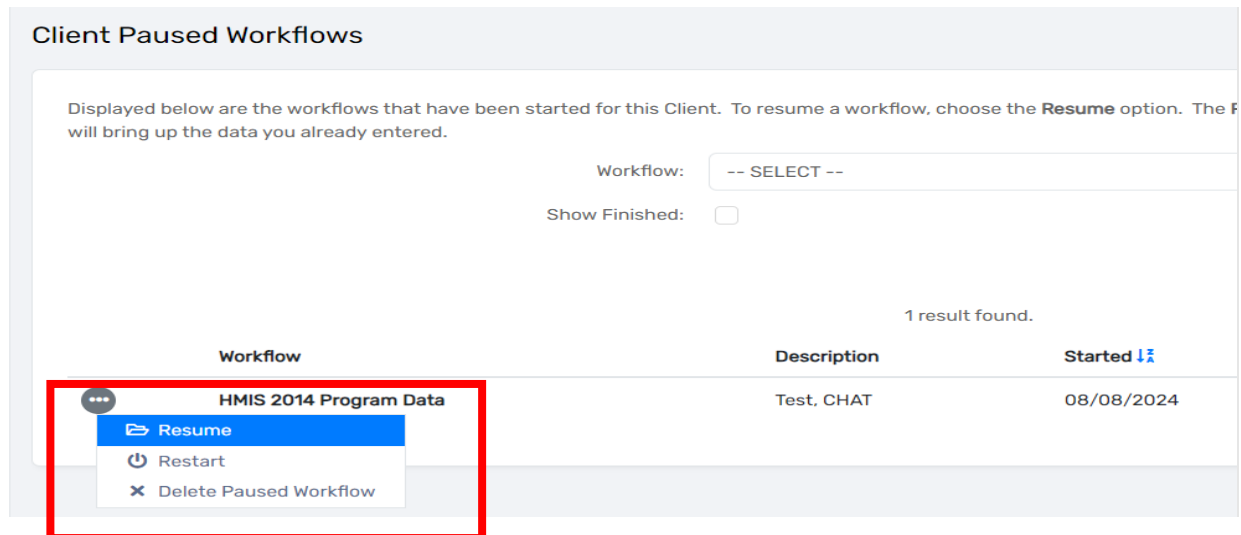 Client Paused Workflows
Displayed below are the workflows that have been started for this Client. To resume a workflow, choose the Resume option. The
will bring up the data you already entered.
Workflow: -- SELECT --
Show Finished:
1 result found.
Workflow Description Started
HMIS 2014 Program Data Test, CHAT 08/08/2024
Resume
Restart
Delete Paused Workflow